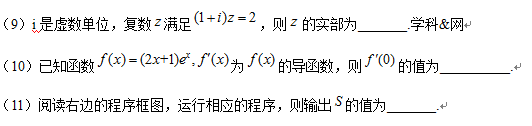 （9）i是虚数单位，复数z满足(1+i)z=2，则z的实部为_______.学科&网↵
（10）已知函数f(x)=(2x+1)eˣ, f′(x)为f(x)的导函数，则f′(0)的值为__________.↵
（11）阅读右边的程序框图，运行相应的程序，则输出S的值为_______.↵